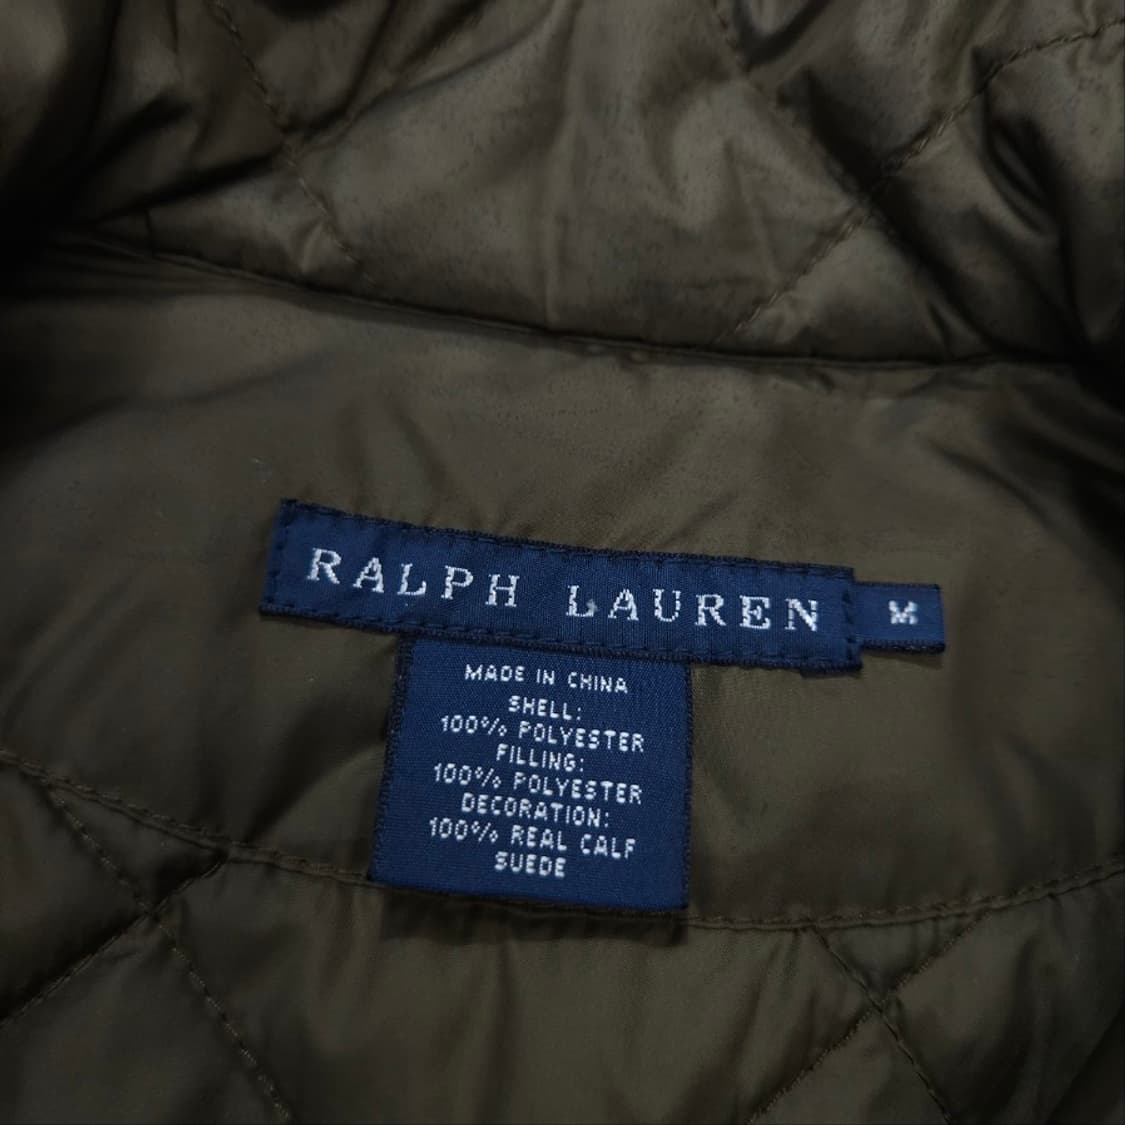 RALPH LAUREN M
MADE IN CHINA
SHELL:
100% POLYESTER
FILLING:
100% POLYESTER
DECORATION:
100% REAL CALF
SUEDE